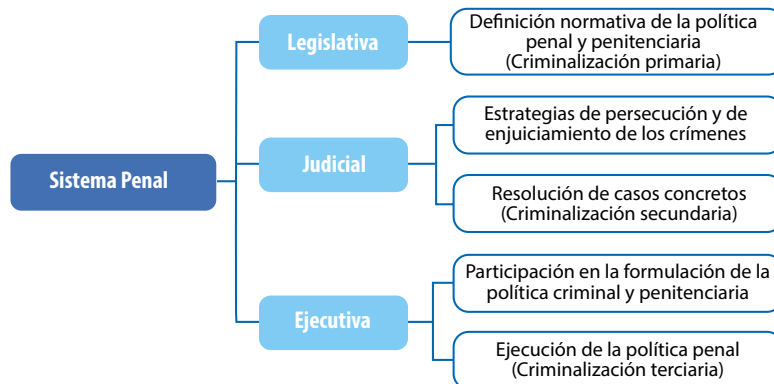 Sistema Penal
Legislativa
Definición normativa de la política
penal y penitenciaria
(Criminalización primaria)
Judicial
Estrategias de persecución y de
enjuiciamiento de los crímenes
Resolución de casos concretos
(Criminalización secundaria)
Ejecutiva
Participación en la formulación de la
política criminal y penitenciaria
Ejecución de la política penal
(Criminalización terciaria)